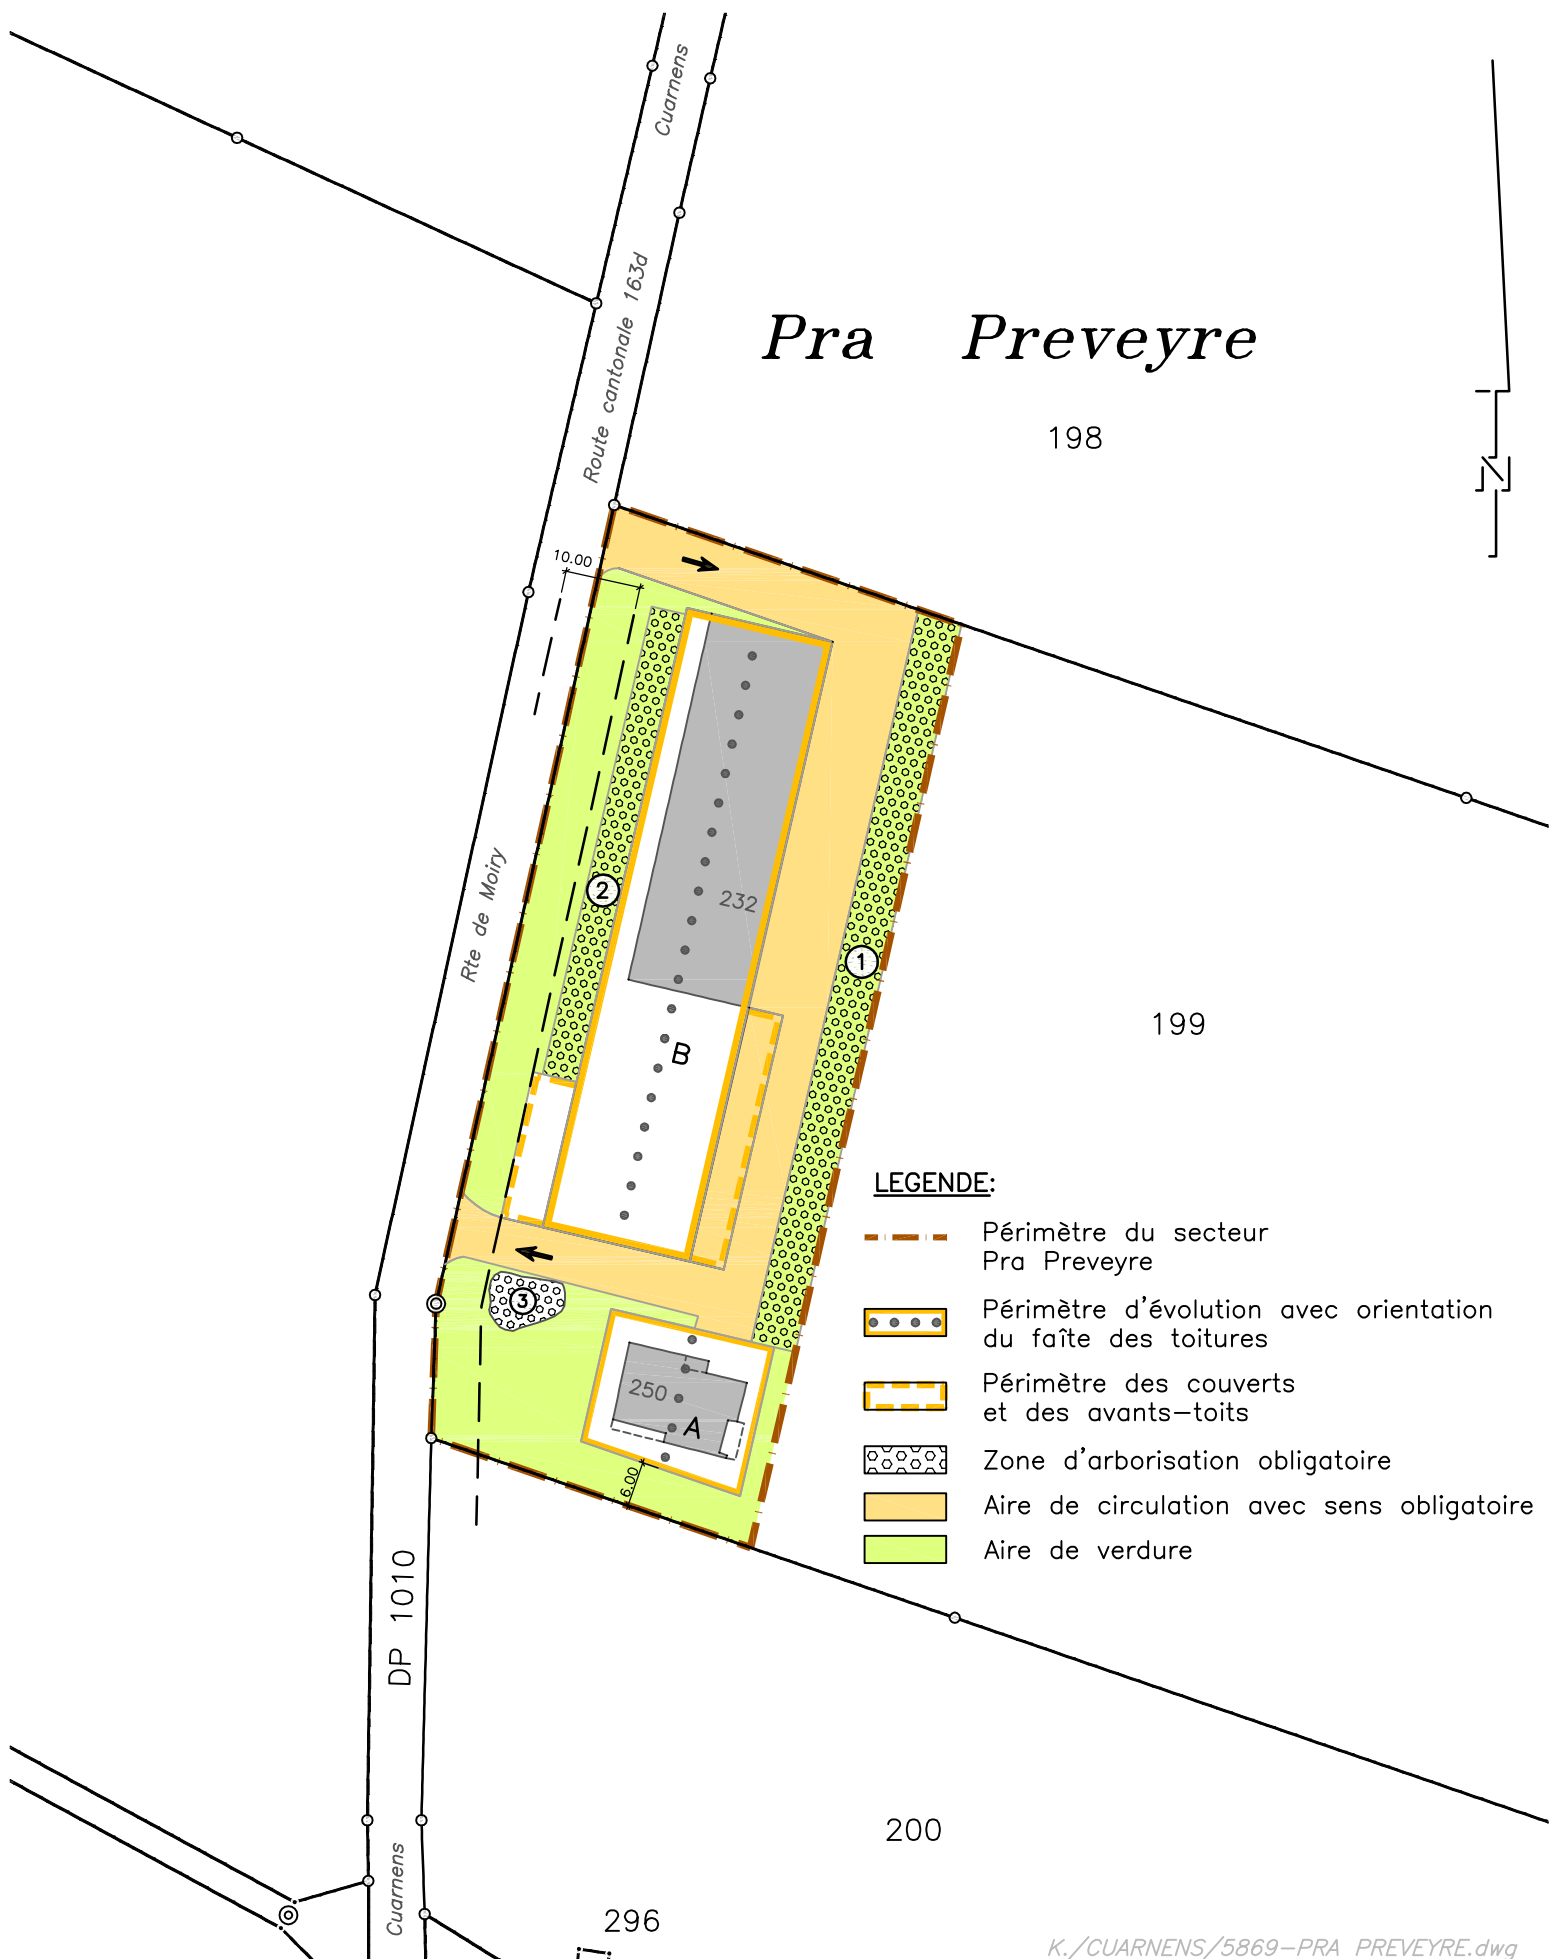 Cuarnens
Route cantonale 163d
Pra Preveyre
198
N
10.00
232
2
Rte de Moiry
1
199
B
LEGENDE:
Périmètre du secteur
Pra Preveyre
Périmètre d'évolution avec orientation
du faîte des toitures
Périmètre des couverts
et des avants-toits
Zone d'arborisation obligatoire
Aire de circulation avec sens obligatoire
Aire de verdure
3
250
A
6.00
DP 1010
200
Cuarnens
296
K./CUARNENS/5869-PRA PREVEYRE.dwg